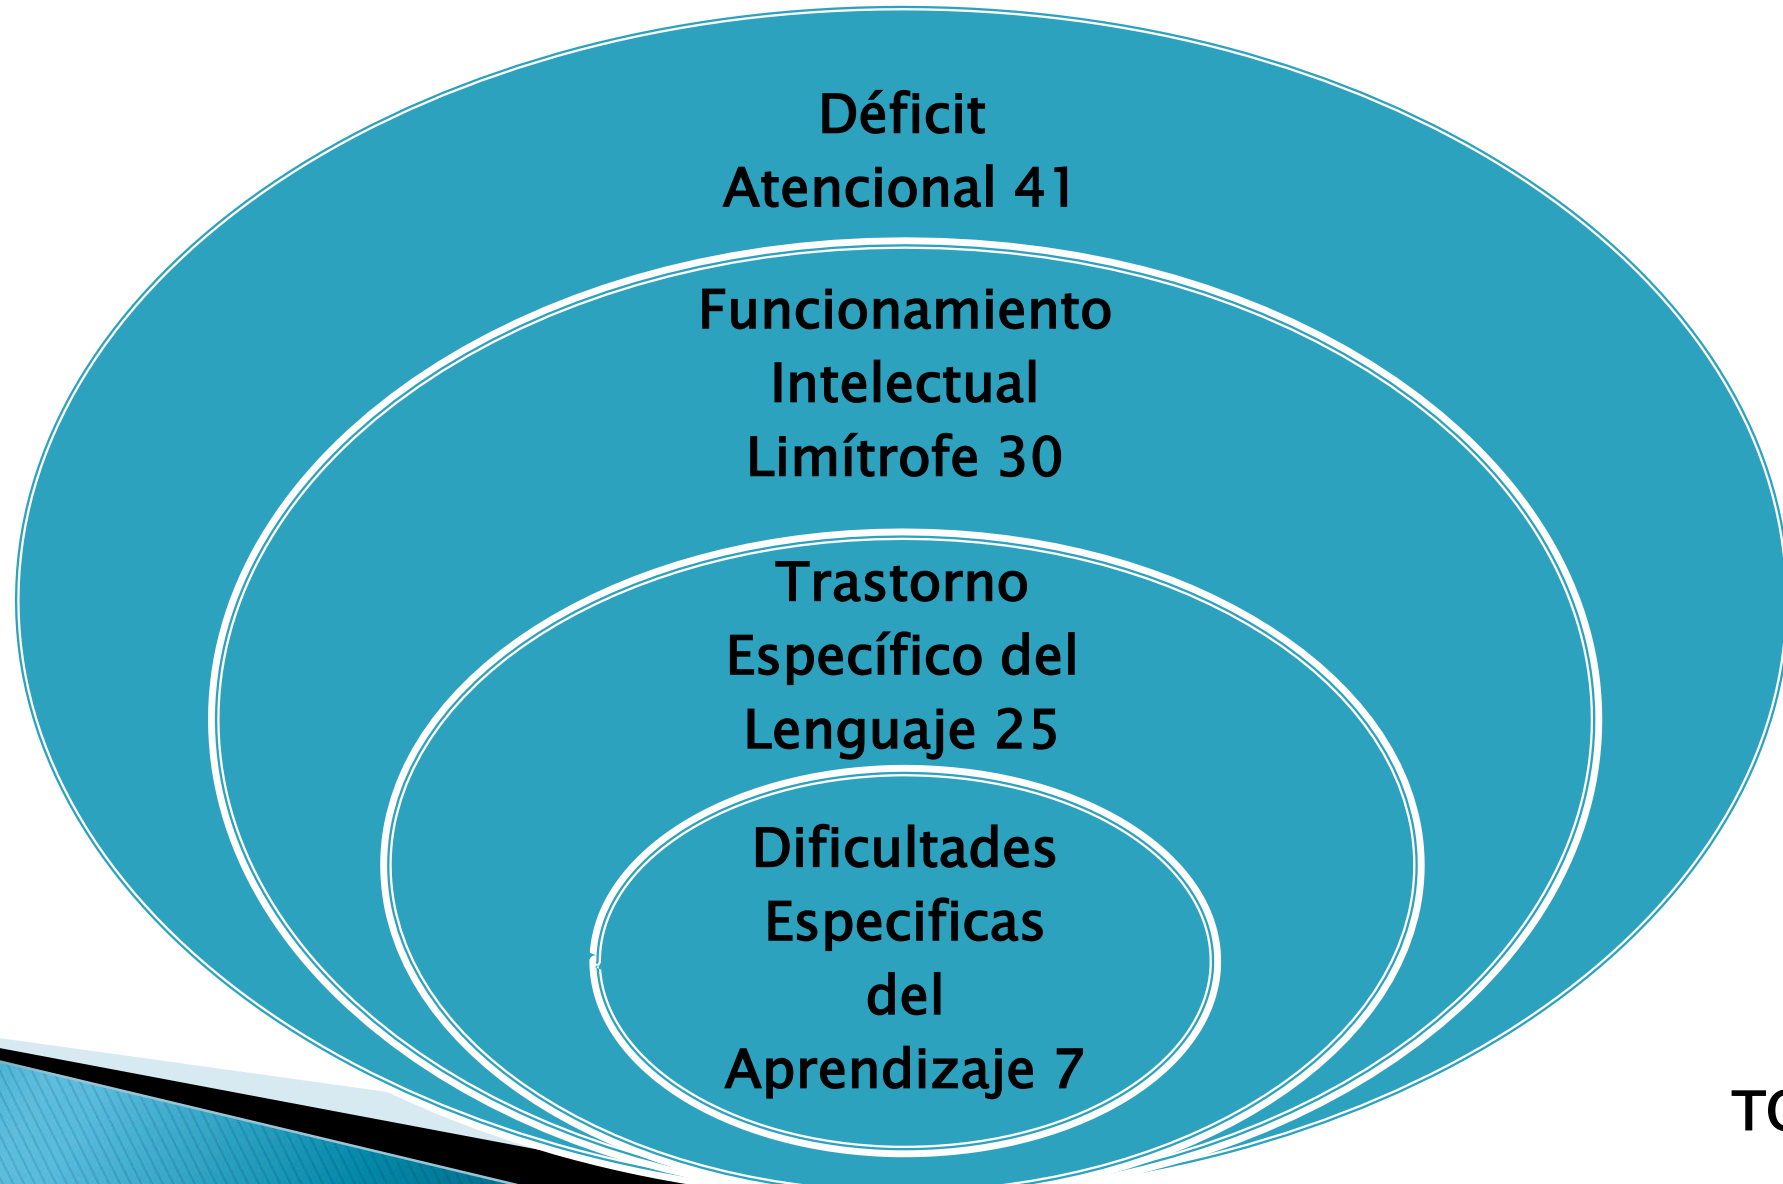 Déficit
Atencional 41
Funcionamiento
Intelectual
Limítrofe 30
Trastorno
Específico del
Lenguaje 25
Dificultades
Especificas
del
Aprendizaje 7